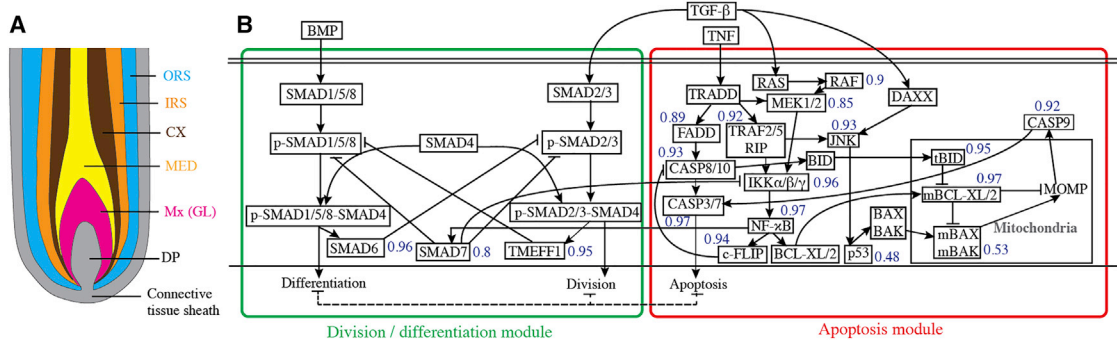 A
ORS
IRS
CX
MED
Mx (GL)
DP
Connective
tissue sheath
B
BMP
SMAD1/5/8
SMAD2/3
p-SMAD1/5/8
SMAD4
p-SMAD2/3
p-SMAD1/5/8-SMAD4
p-SMAD2/3-SMAD4
SMAD6
0.96
SMAD7
0.8
TMEFF1
0.95
Differentiation
Division
Division / differentiation module
TGF-β
TNF
RAS
RAF
0.9
TRADD
MEK1/2
0.85
DAXX
0.89
0.92
FADD
TRAF2/5
RIP
0.93
JNK
0.92
CASP9
0.93
CASP8/10
BID
0.95
tBID
IKKα/β/γ
0.96
0.97
mBCL-XL/2
MOMP
CASP3/7
0.97
NF-κB
0.97
BAX
BAK
mBAX
mBAK
0.53
Mitochondria
0.94
c-FLIP
BCL-XL/2
p53
0.48
Apoptosis
Apoptosis module